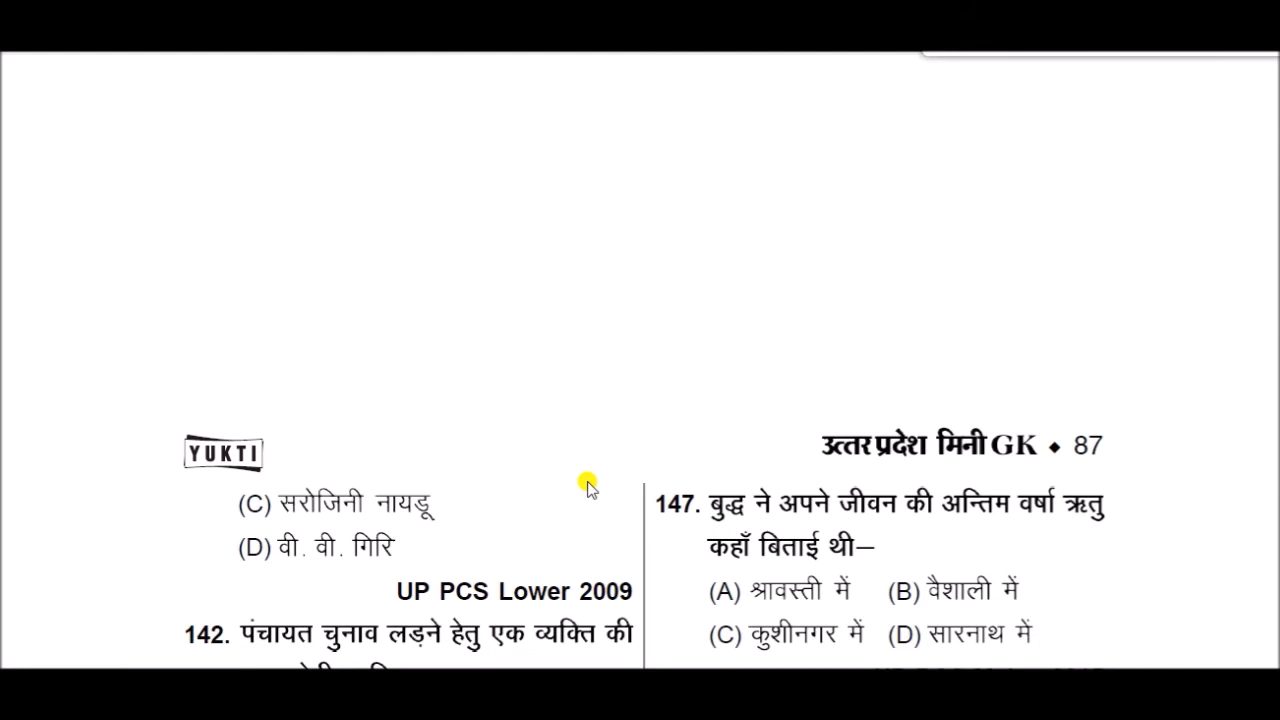 YUKTI
उत्तर प्रदेश मिनी GK ◆ 87
(C) सरोजिनी नायडू
(D) वी. वी. गिरि
UP PCS Lower 2009
142. पंचायत चुनाव लड़ने हेतु एक व्यक्ति की
147. बुद्ध ने अपने जीवन की अन्तिम वर्षा ऋतु
कहाँ बिताई थी—
(A) श्रावस्ती में (B) वैशाली में
(C) कुशीनगर में (D) सारनाथ में